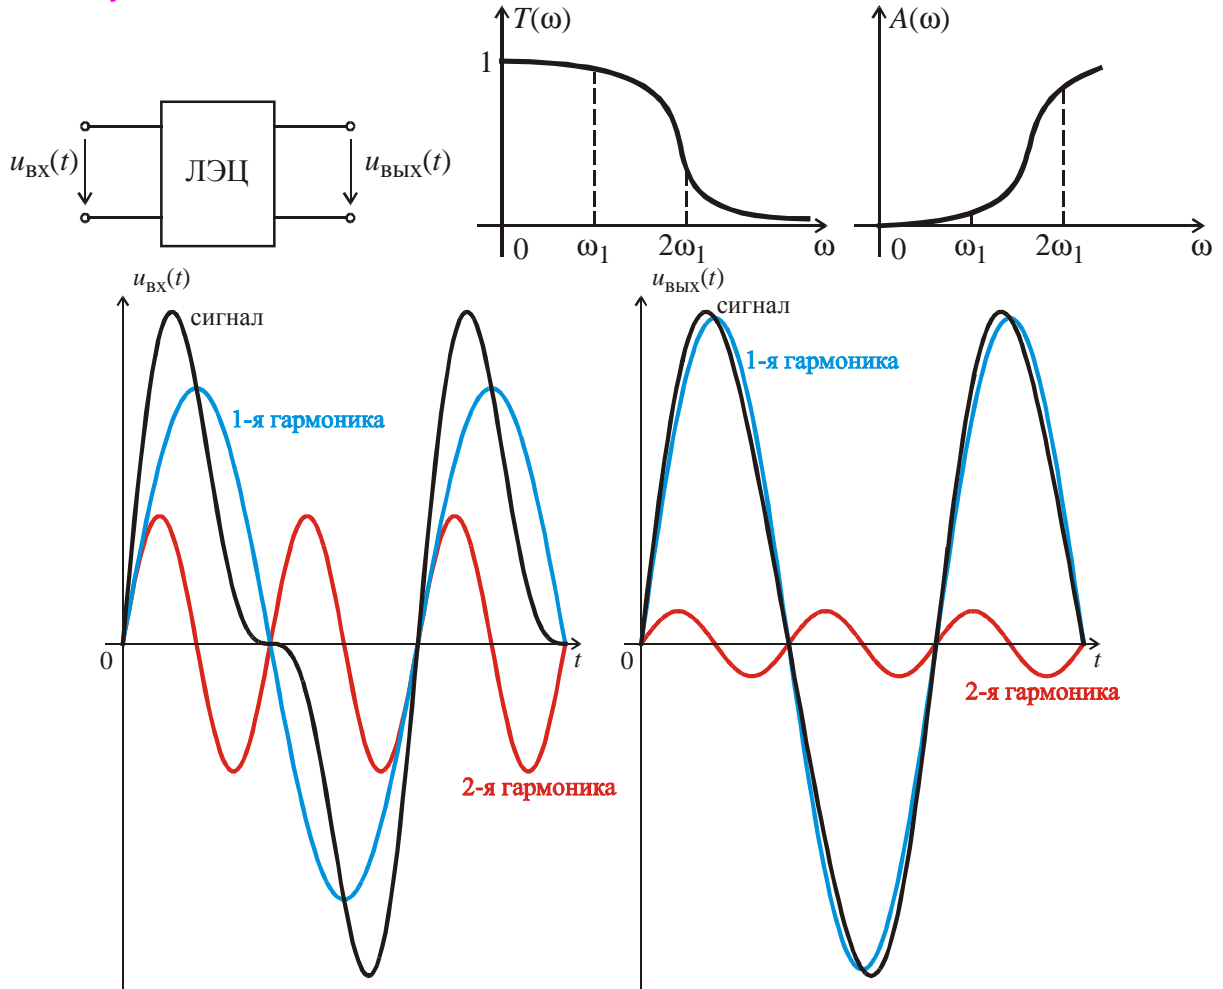 T(ω)
A(ω)
1
u_вх(t)
ЛЭЦ
u_вых(t)
0
ω₁
2ω₁
ω
0
ω₁
2ω₁
ω
u_вх(t)
сигнал
1-я гармоника
0
t
2-я гармоника
u_вых(t)
сигнал
1-я гармоника
0
t
2-я гармоника